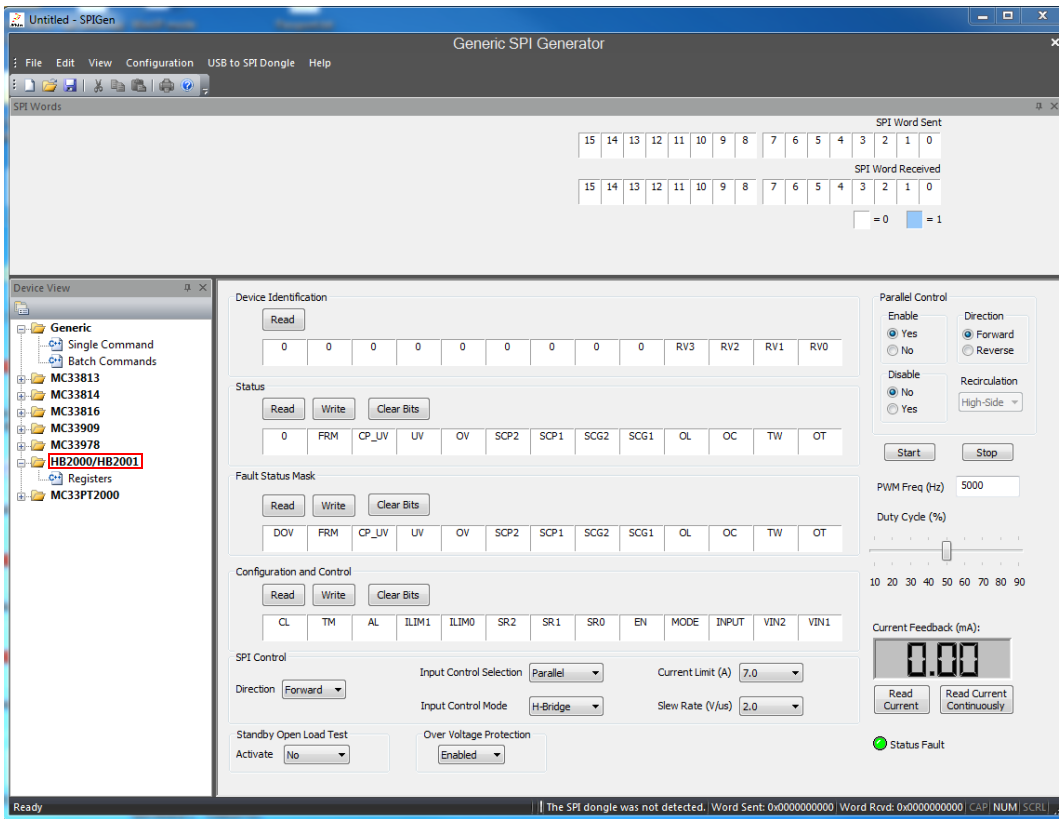 Untitled - SPIGen
Generic SPI Generator
File Edit View Configuration USB to SPI Dongle Help
SPI Words
SPI Word Sent
15 14 13 12 11 10 9 8 7 6 5 4 3 2 1 0
SPI Word Received
15 14 13 12 11 10 9 8 7 6 5 4 3 2 1 0
= 0 = 1
Device View
Generic
Single Command
Batch Commands
MC33813
MC33814
MC33816
MC33909
MC33978
HB2000/HB2001
Registers
MC33PT2000
Device Identification
Read
0 0 0 0 0 0 0 0 0 RV3 RV2 RV1 RV0
Status
Read Write Clear Bits
0 FRM CP_UV UV OV SCP2 SCP1 SCG2 SCG1 OL OC TW OT
Fault Status Mask
Read Write Clear Bits
DOV FRM CP_UV UV OV SCP2 SCP1 SCG2 SCG1 OL OC TW OT
Configuration and Control
Read Write Clear Bits
CL TM AL ILIM1 ILIM0 SR2 SR1 SR0 EN MODE INPUT VIN2 VIN1
SPI Control
Input Control Selection Parallel Current Limit (A) 7.0
Direction Forward
Input Control Mode H-Bridge Slew Rate (V/us) 2.0
Standby Open Load Test
Activate No
Over Voltage Protection
Enabled
Parallel Control
Enable
Yes
No
Direction
Forward
Reverse
Disable
No
Yes
Recirculation
High-Side
Start Stop
PWM Freq (Hz) 5000
Duty Cycle (%)
10 20 30 40 50 60 70 80 90
Current Feedback (mA):
0.00
Read Current
Read Current Continuously
Status Fault
Ready
The SPI dongle was not detected. Word Sent: 0x0000000000 Word Rcvd: 0x0000000000 CAP NUM SCRL